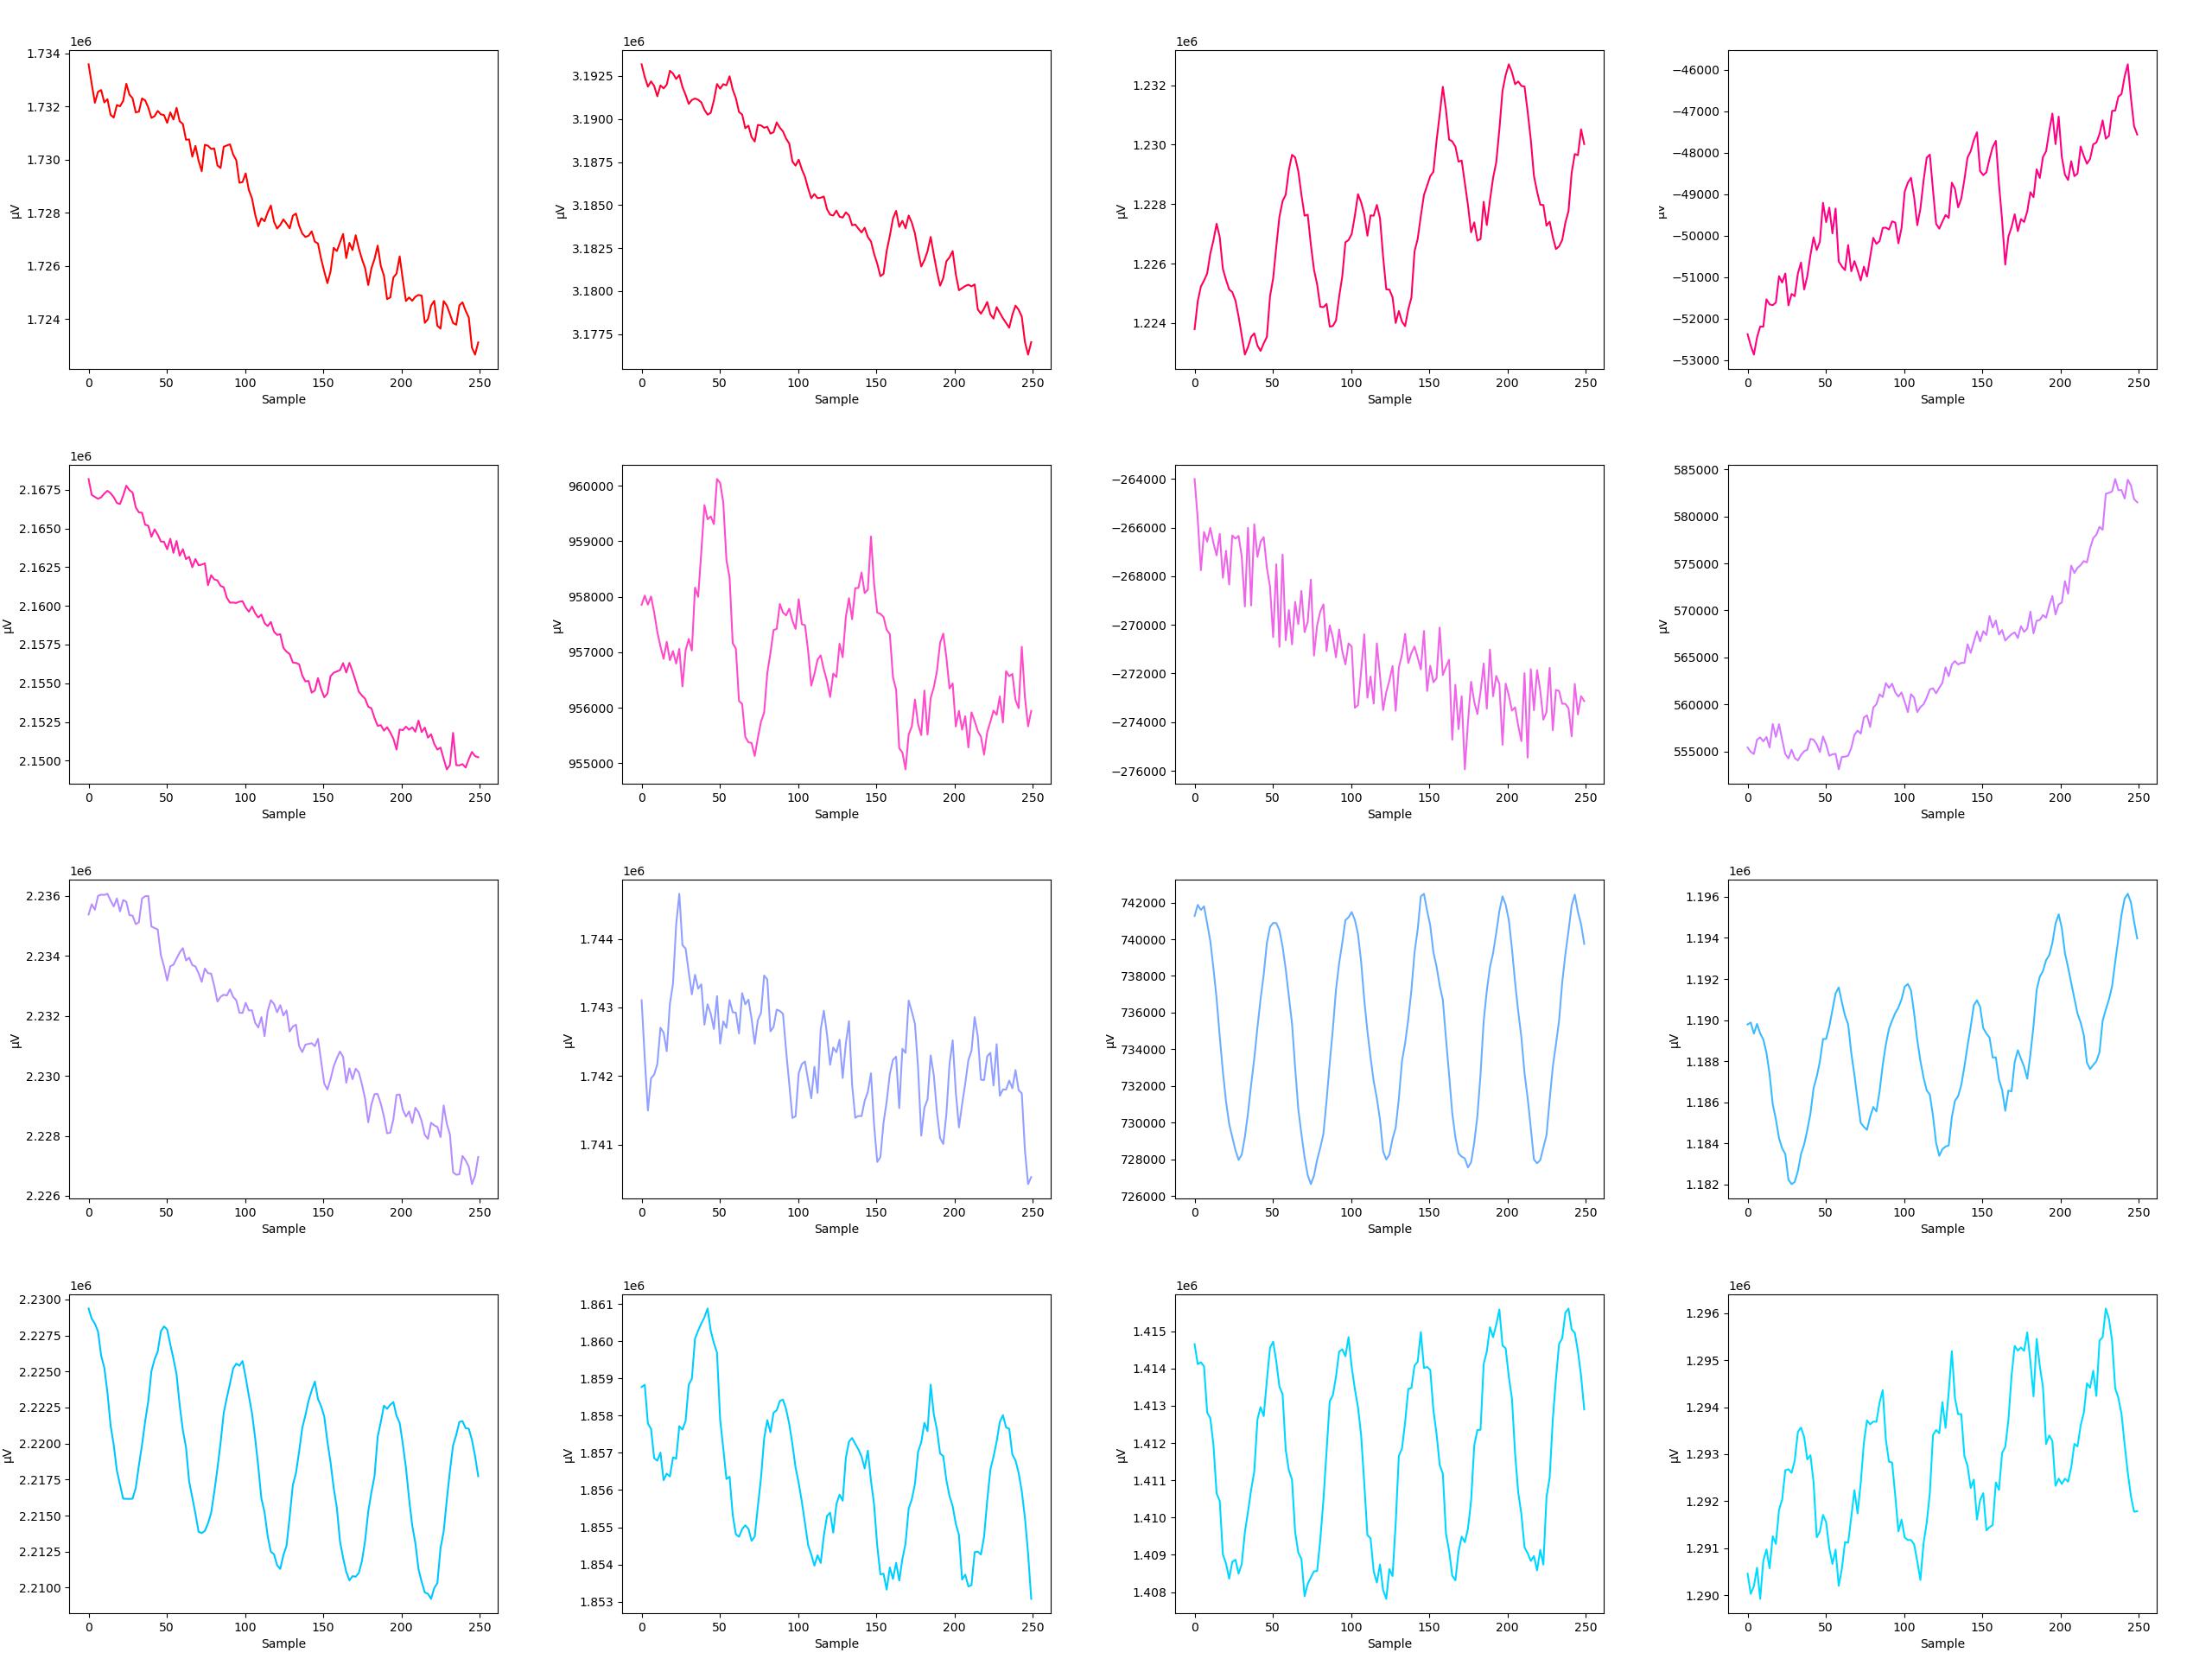 1e6
1.734
1.732
1.730
1.728
1.726
1.724
µV
0 50 100 150 200 250
Sample
1e6
3.1925
3.1900
3.1875
3.1850
3.1825
3.1800
3.1775
µV
0 50 100 150 200 250
Sample
1e6
1.232
1.230
1.228
1.226
1.224
µV
0 50 100 150 200 250
Sample
−46000
−47000
−48000
−49000
−50000
−51000
−52000
−53000
µV
0 50 100 150 200 250
Sample
1e6
2.1675
2.1650
2.1625
2.1600
2.1575
2.1550
2.1525
2.1500
µV
0 50 100 150 200 250
Sample
960000
959000
958000
957000
956000
955000
µV
0 50 100 150 200 250
Sample
−264000
−266000
−268000
−270000
−272000
−274000
−276000
µV
0 50 100 150 200 250
Sample
585000
580000
575000
570000
565000
560000
555000
µV
0 50 100 150 200 250
Sample
1e6
2.236
2.234
2.232
2.230
2.228
2.226
µV
0 50 100 150 200 250
Sample
1e6
1.744
1.743
1.742
1.741
µV
0 50 100 150 200 250
Sample
742000
740000
738000
736000
734000
732000
730000
728000
726000
µV
0 50 100 150 200 250
Sample
1e6
1.196
1.194
1.192
1.190
1.188
1.186
1.184
1.182
µV
0 50 100 150 200 250
Sample
1e6
2.2300
2.2275
2.2250
2.2225
2.2200
2.2175
2.2150
2.2125
2.2100
µV
0 50 100 150 200 250
Sample
1e6
1.861
1.860
1.859
1.858
1.857
1.856
1.855
1.854
1.853
µV
0 50 100 150 200 250
Sample
1e6
1.415
1.414
1.413
1.412
1.411
1.410
1.409
1.408
µV
0 50 100 150 200 250
Sample
1e6
1.296
1.295
1.294
1.293
1.292
1.291
1.290
µV
0 50 100 150 200 250
Sample